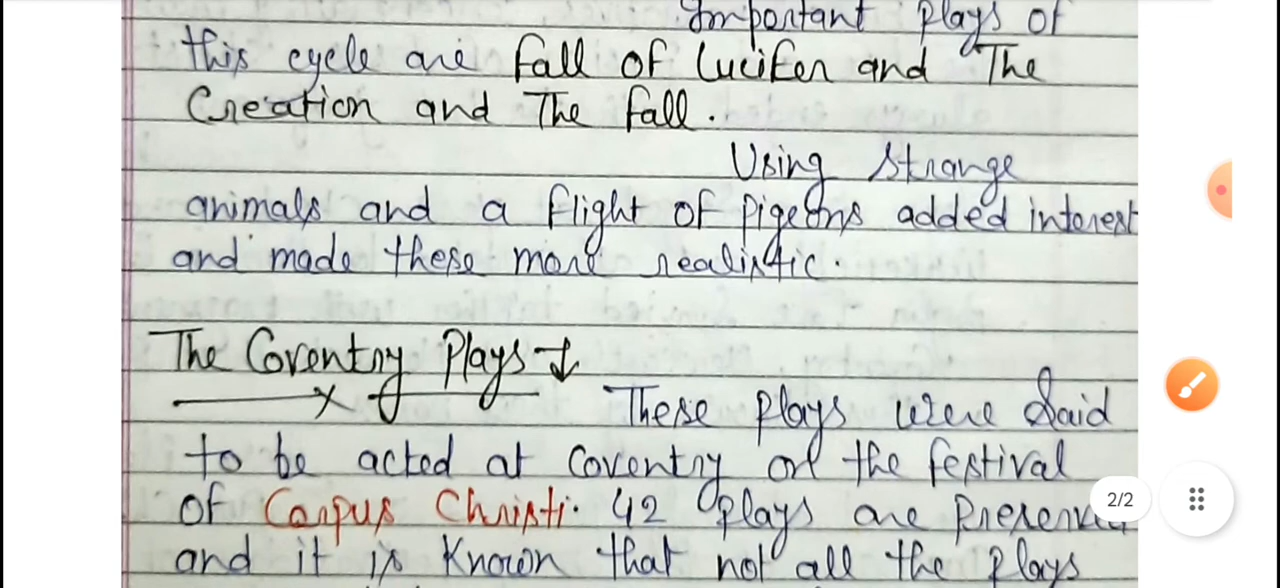 Important plays of
this cycle are Fall of Lucifer and The
Creation and The Fall.
Using strange
animals and a flight of pigeons added interest
and made these more realistic.
The Coventry Plays ↓
These plays were said
to be acted at Coventry on the festival
of Corpus Christi. 42 plays are preserved
and it is known that not all the plays
2/2